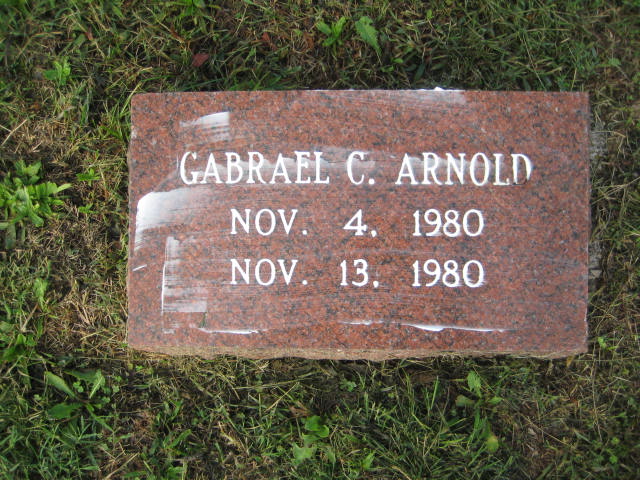 GABRAEL C. ARNOLD
NOV. 4, 1980
NOV. 13, 1980